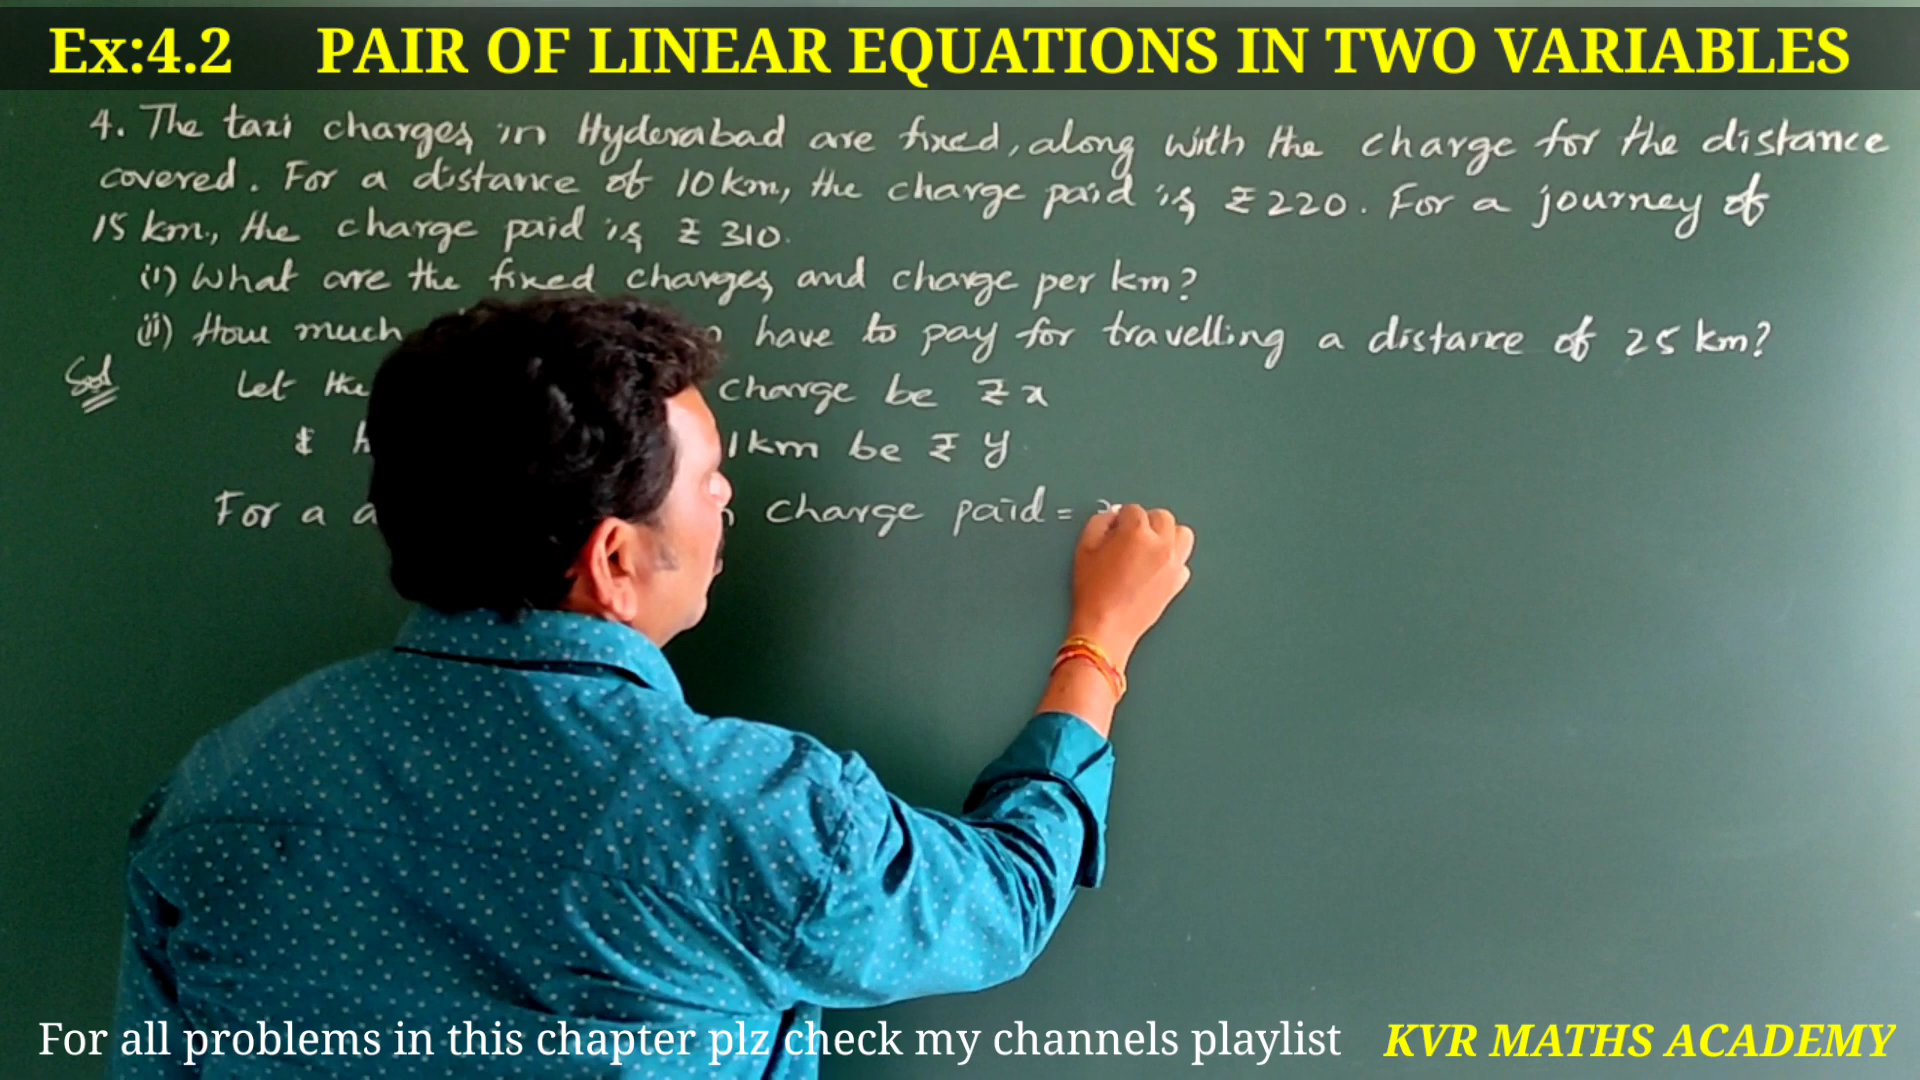 Ex:4.2 PAIR OF LINEAR EQUATIONS IN TWO VARIABLES
4. The taxi charges in Hyderabad are fixed, along with the charge for the distance
covered. For a distance of 10 km, the charge paid is ₹ 220. For a journey of
15 km., the charge paid is ₹ 310.
(i) What are the fixed charges and charge per km?
(ii) How much have to pay for travelling a distance of 25 km?
Sol Let the charge be ₹ x
& 1 km be ₹ y
For a charge paid =
For all problems in this chapter plz check my channels playlist KVR MATHS ACADEMY